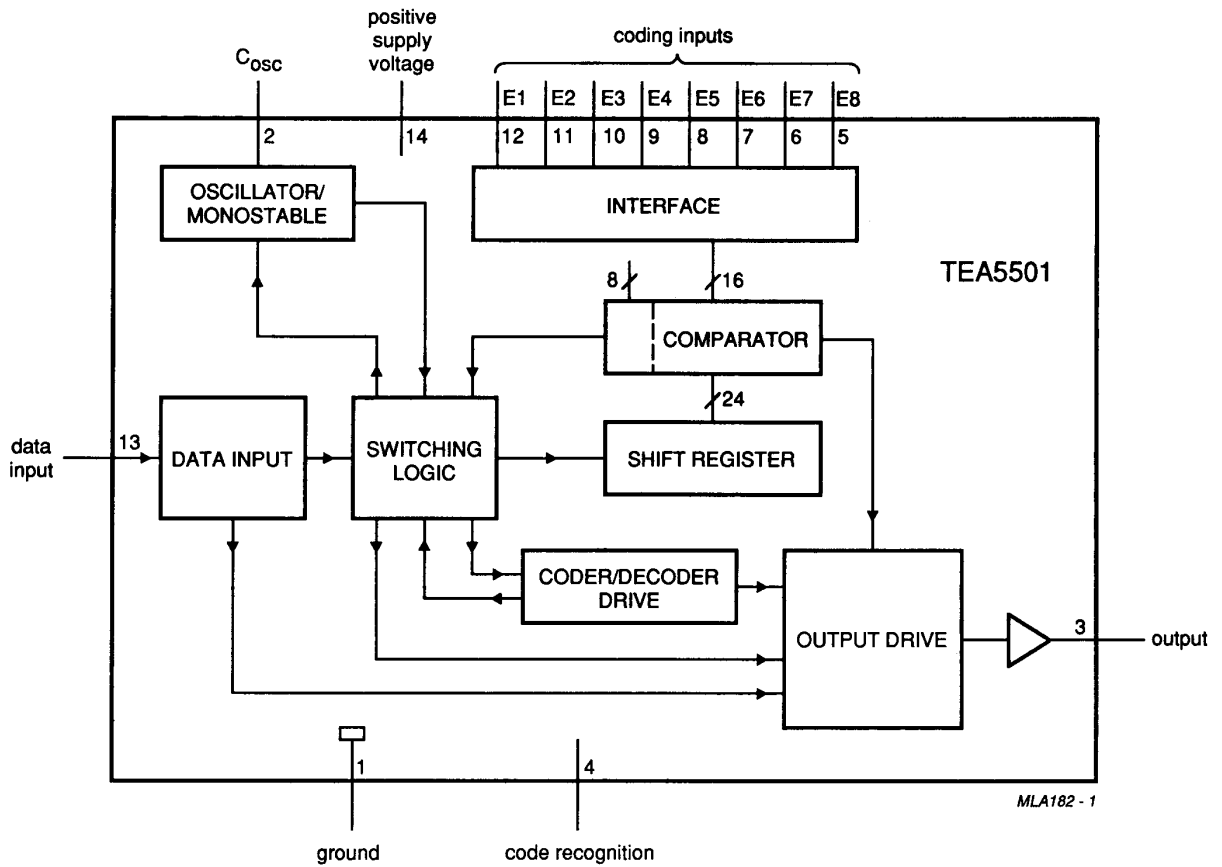 positive
supply
voltage
coding inputs
Cosc
E1 E2 E3 E4 E5 E6 E7 E8
2 14 12 11 10 9 8 7 6 5
OSCILLATOR/
MONOSTABLE
INTERFACE
TEA5501
8 16
COMPARATOR
24
data
input
13
DATA INPUT
SWITCHING
LOGIC
SHIFT REGISTER
CODER/DECODER
DRIVE
OUTPUT DRIVE
3
output
1
4
MLA182 - 1
ground
code recognition